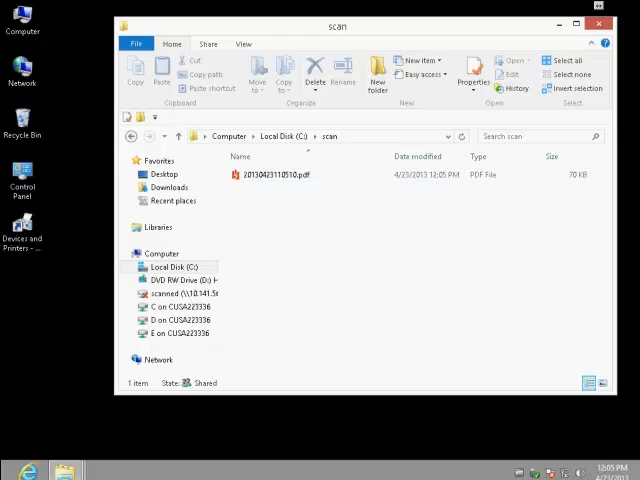 Computer
Network
Recycle Bin
Control
Panel
Devices and
Printers - ...
scan
File
Home
Share
View
Copy
Paste
Cut
Copy path
Paste shortcut
Clipboard
Move
to
Copy
to
Delete
Rename
Organize
New
folder
New item
Easy access
New
Properties
Open
Edit
History
Open
Select all
Select none
Invert selection
Select
Computer
Local Disk (C:)
scan
Search scan
Name
Date modified
Type
Size
20130423110510.pdf
4/23/2013 12:05 PM
PDF File
70 KB
Favorites
Desktop
Downloads
Recent places
Libraries
Computer
Local Disk (C:)
DVD RW Drive (D:) H
scanned (\\10.141.56
C on CUSA223336
D on CUSA223336
E on CUSA223336
Network
1 item
State:
Shared
12:05 PM
4/23/2013